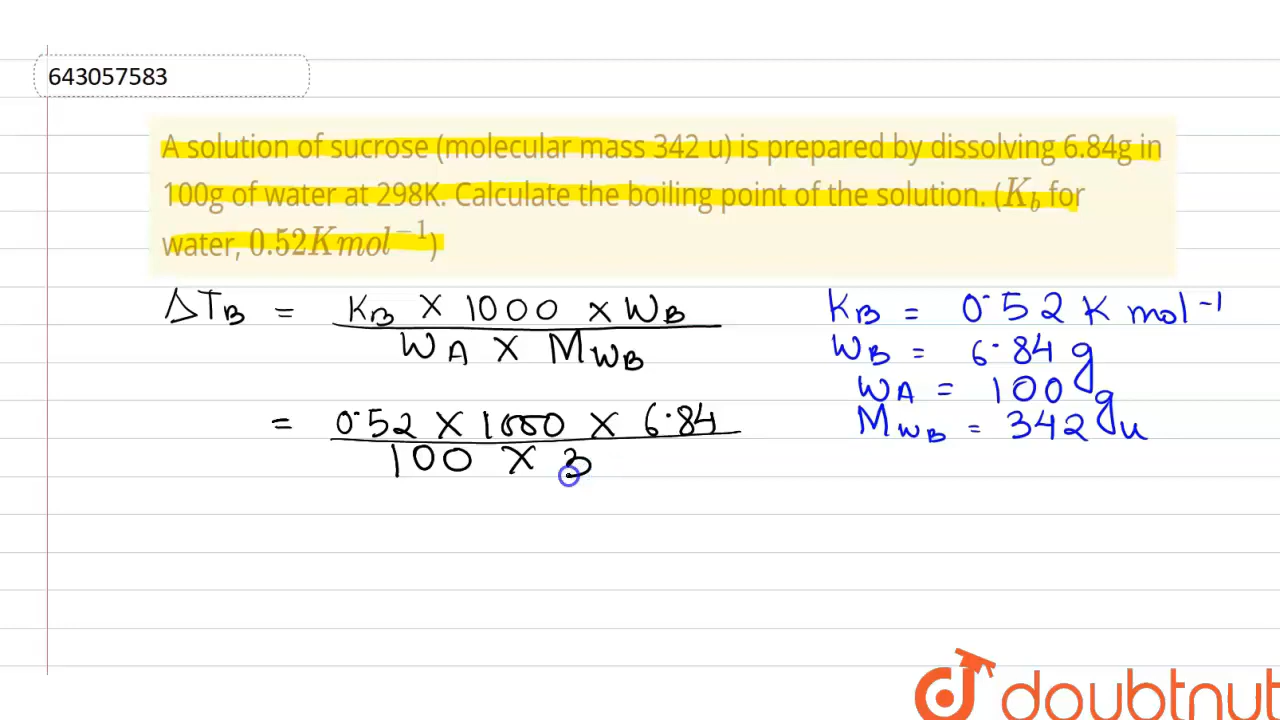 643057583
A solution of sucrose (molecular mass 342 u) is prepared by dissolving 6.84g in
100g of water at 298K. Calculate the boiling point of the solution. (K_b for
water, 0.52Kmol⁻¹)
ΔT_B = K_B × 1000 × W_B
W_A × M_WB
= 0.52 × 1000 × 6.84
100 × 3
K_B = 0.52 K mol⁻¹
W_B = 6.84 g
W_A = 100 g
M_WB = 342 u
doubtnut